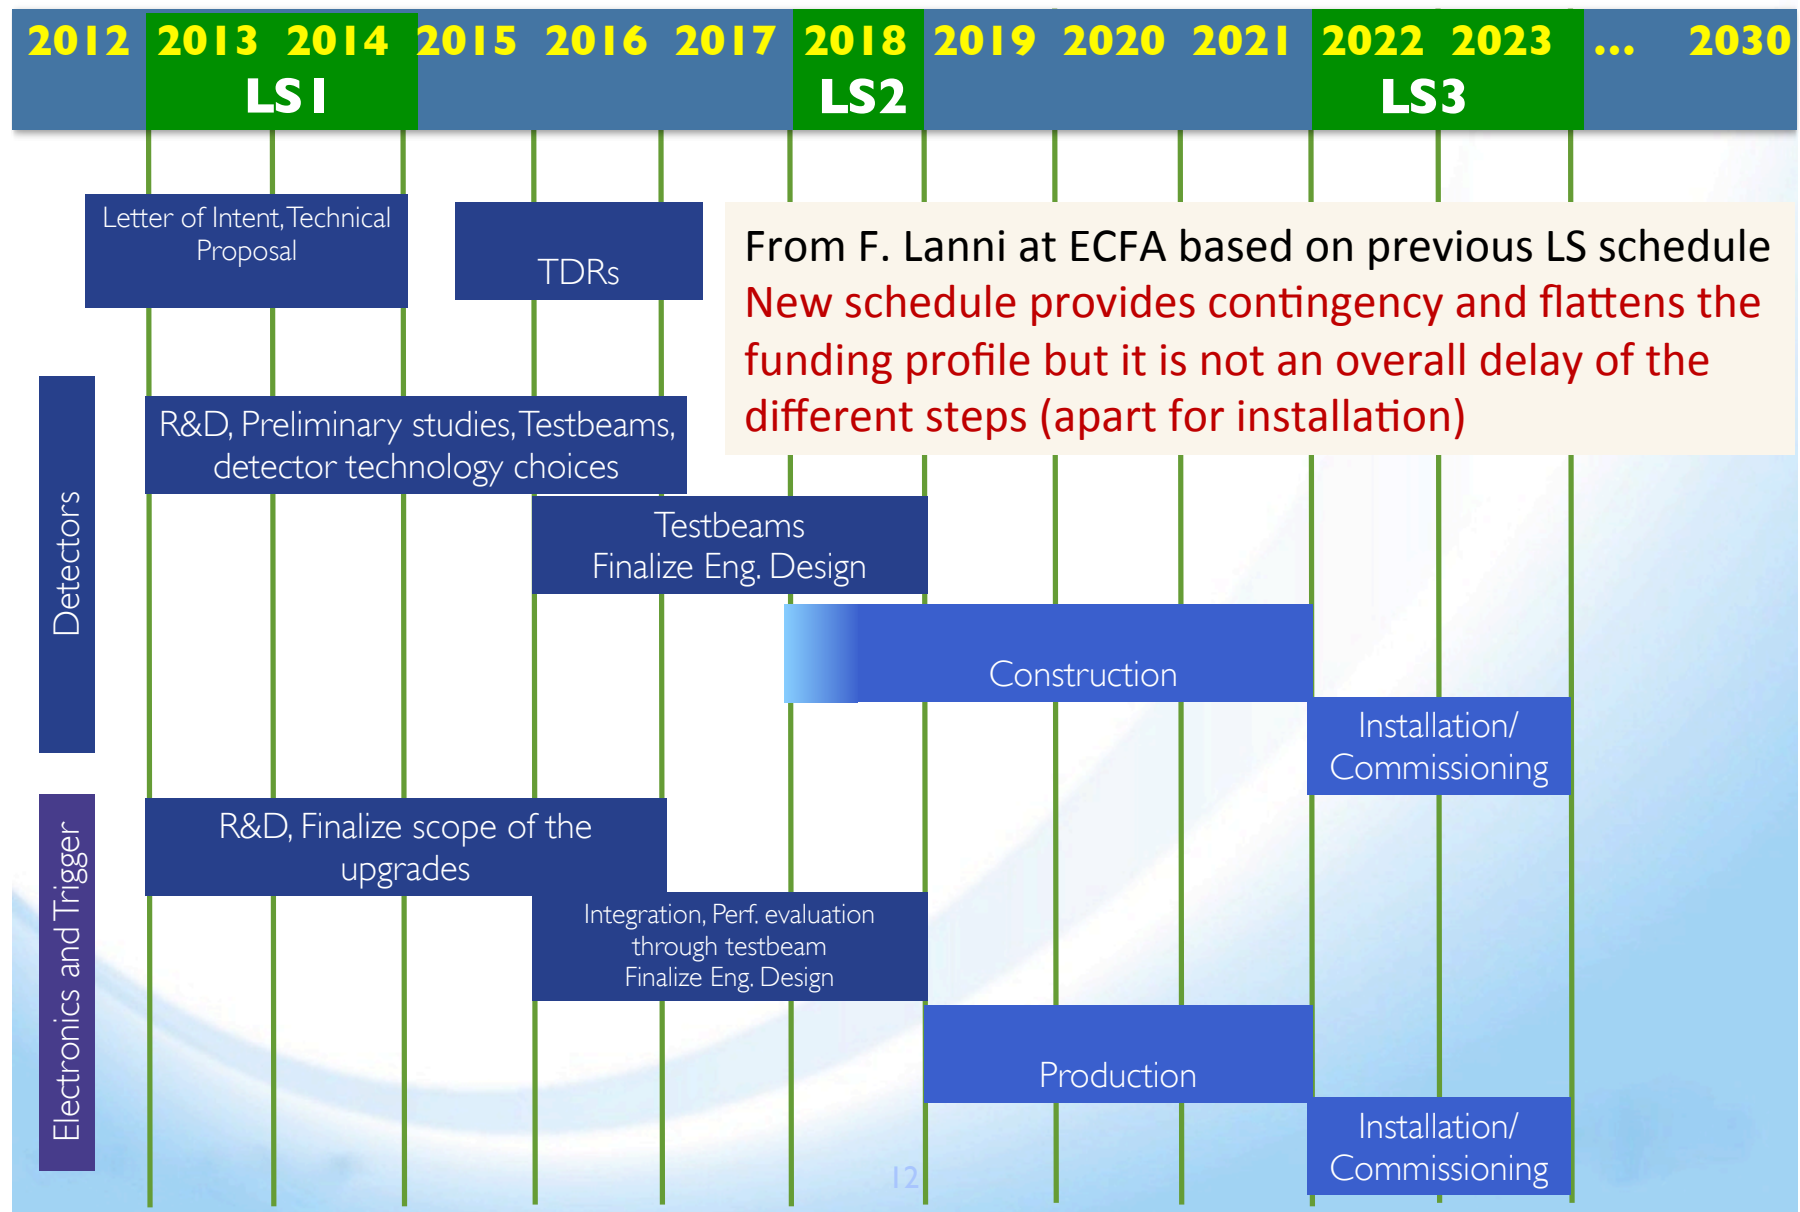 2012 2013 2014 2015 2016 2017 2018 2019 2020 2021 2022 2023 ... 2030
LS1 LS2 LS3
Letter of Intent, Technical
Proposal
TDRs
From F. Lanni at ECFA based on previous LS schedule
New schedule provides contingency and flattens the
funding profile but it is not an overall delay of the
different steps (apart for installation)
Detectors
R&D, Preliminary studies, Testbeams,
detector technology choices
Testbeams
Finalize Eng. Design
Construction
Installation/
Commissioning
Electronics and Trigger
R&D, Finalize scope of the
upgrades
Integration, Perf. evaluation
through testbeam
Finalize Eng. Design
Production
Installation/
Commissioning
12